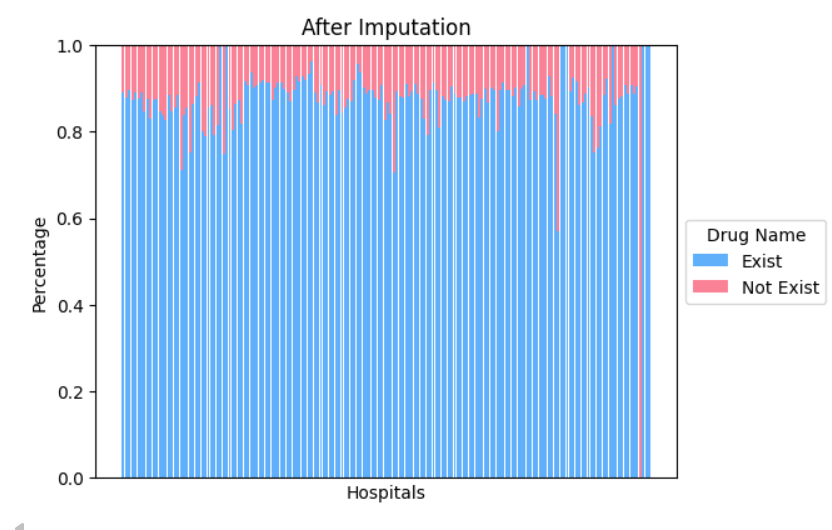 After Imputation
1.0
0.8
0.6
0.4
0.2
0.0
Percentage
Hospitals
Drug Name
Exist
Not Exist